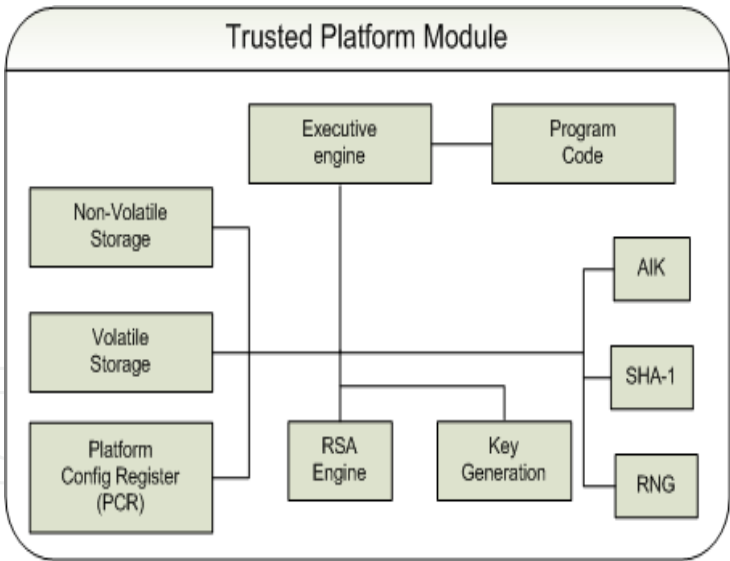 Trusted Platform Module
Executive
engine
Program
Code
Non-Volatile
Storage
AIK
Volatile
Storage
SHA-1
Platform
Config Register
(PCR)
RSA
Engine
Key
Generation
RNG